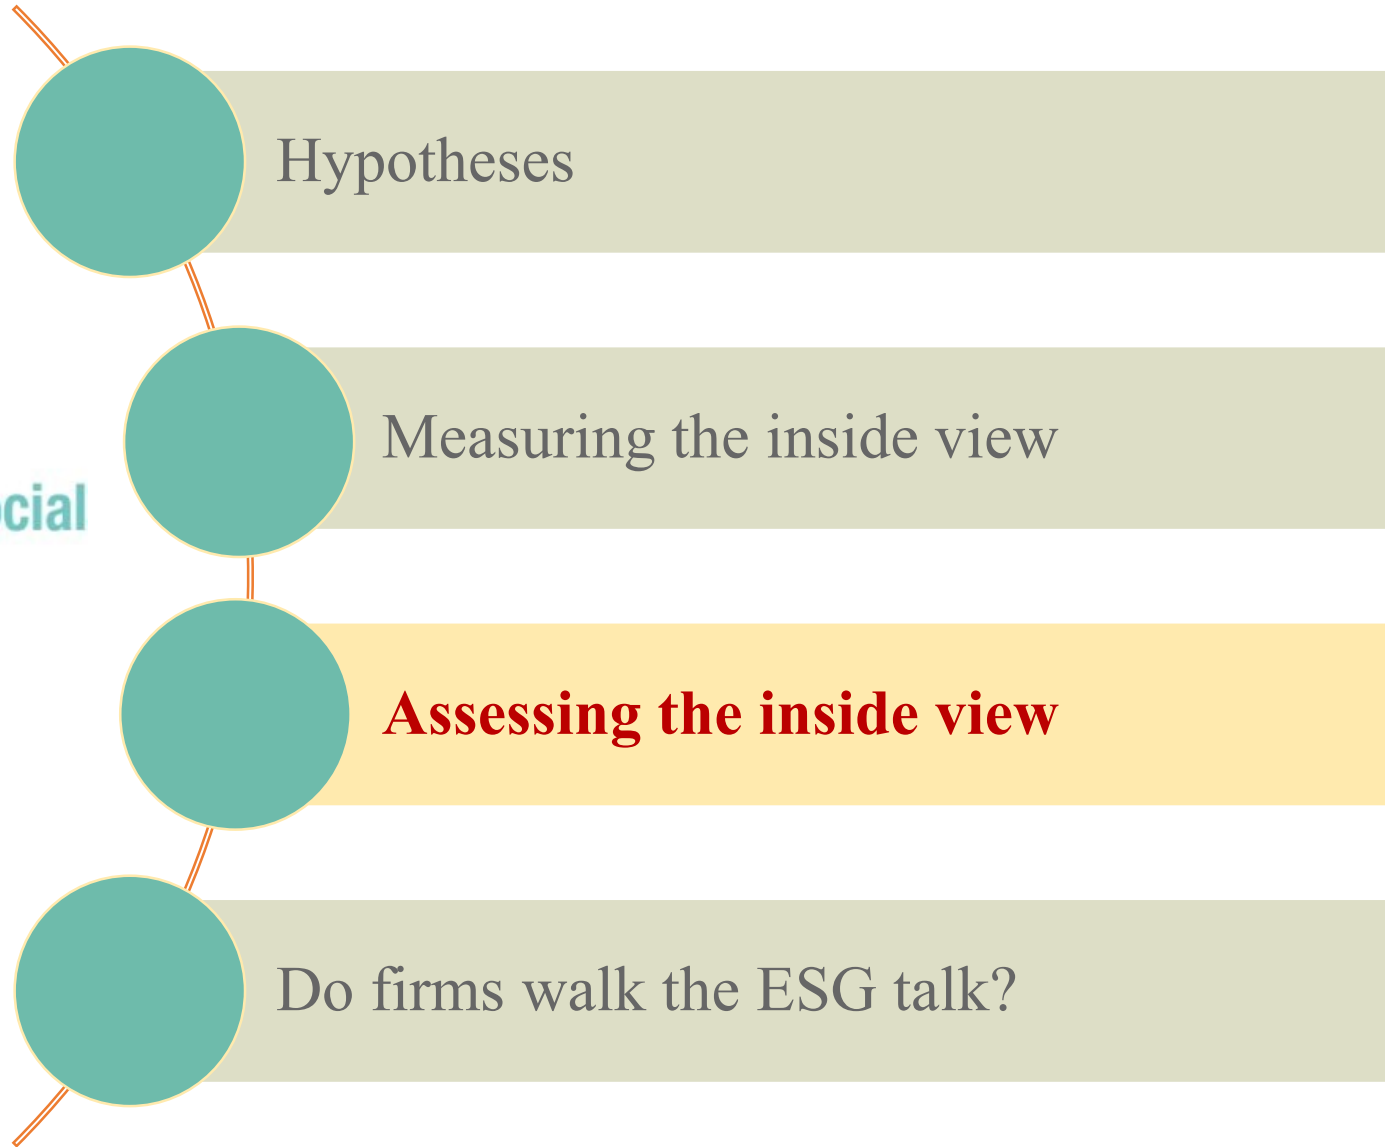 Hypotheses
Measuring the inside view
cial
Assessing the inside view
Do firms walk the ESG talk?